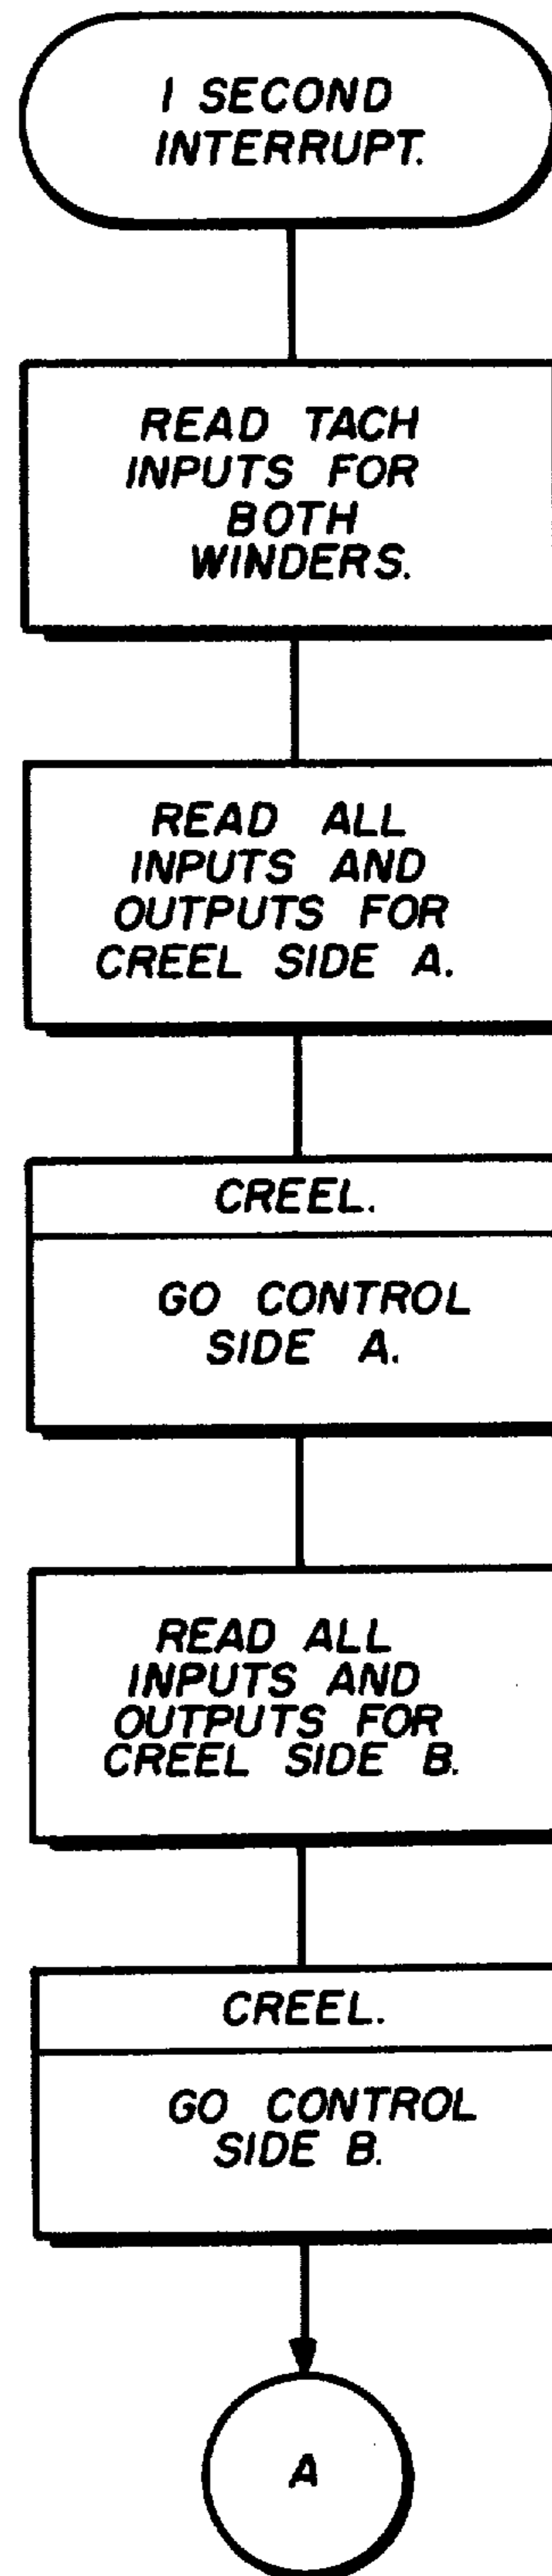 1 SECOND
INTERRUPT.
READ TACH
INPUTS FOR
BOTH
WINDERS.
READ ALL
INPUTS AND
OUTPUTS FOR
CREEL SIDE A.
CREEL.
GO CONTROL
SIDE A.
READ ALL
INPUTS AND
OUTPUTS FOR
CREEL SIDE B.
CREEL.
GO CONTROL
SIDE B.
A